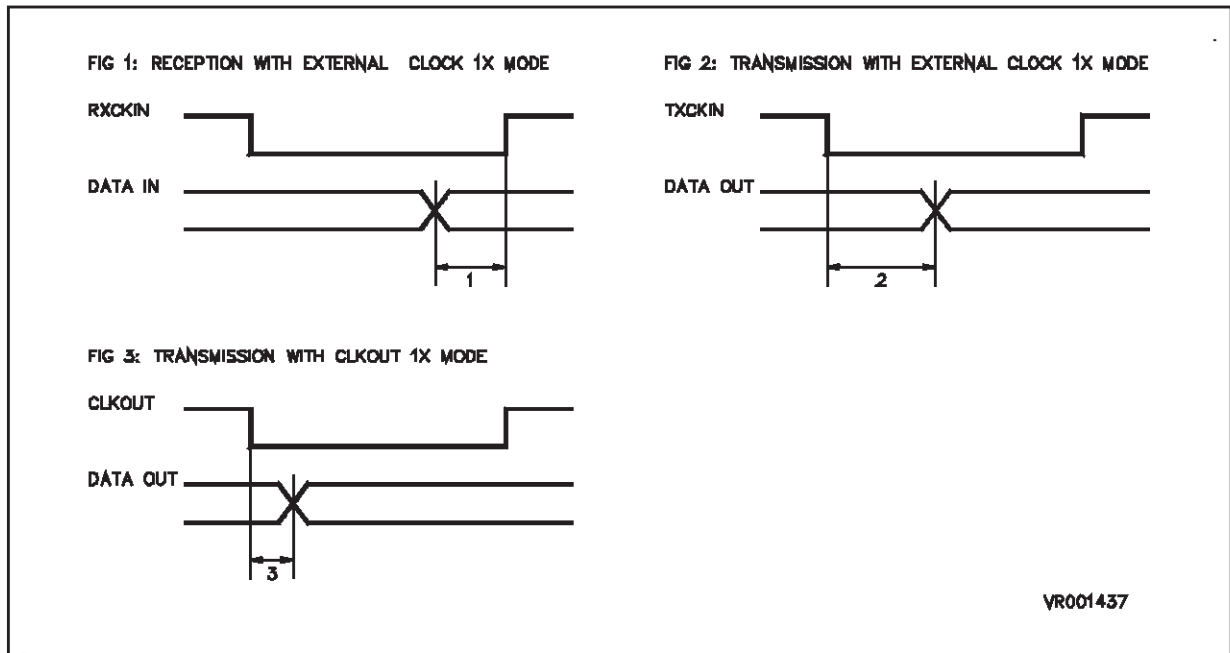 FIG 1: RECEPTION WITH EXTERNAL CLOCK 1X MODE
RXCKIN
DATA IN
1
FIG 2: TRANSMISSION WITH EXTERNAL CLOCK 1X MODE
TXCKIN
DATA OUT
2
FIG 3: TRANSMISSION WITH CLKOUT 1X MODE
CLKOUT
DATA OUT
3
VR001437